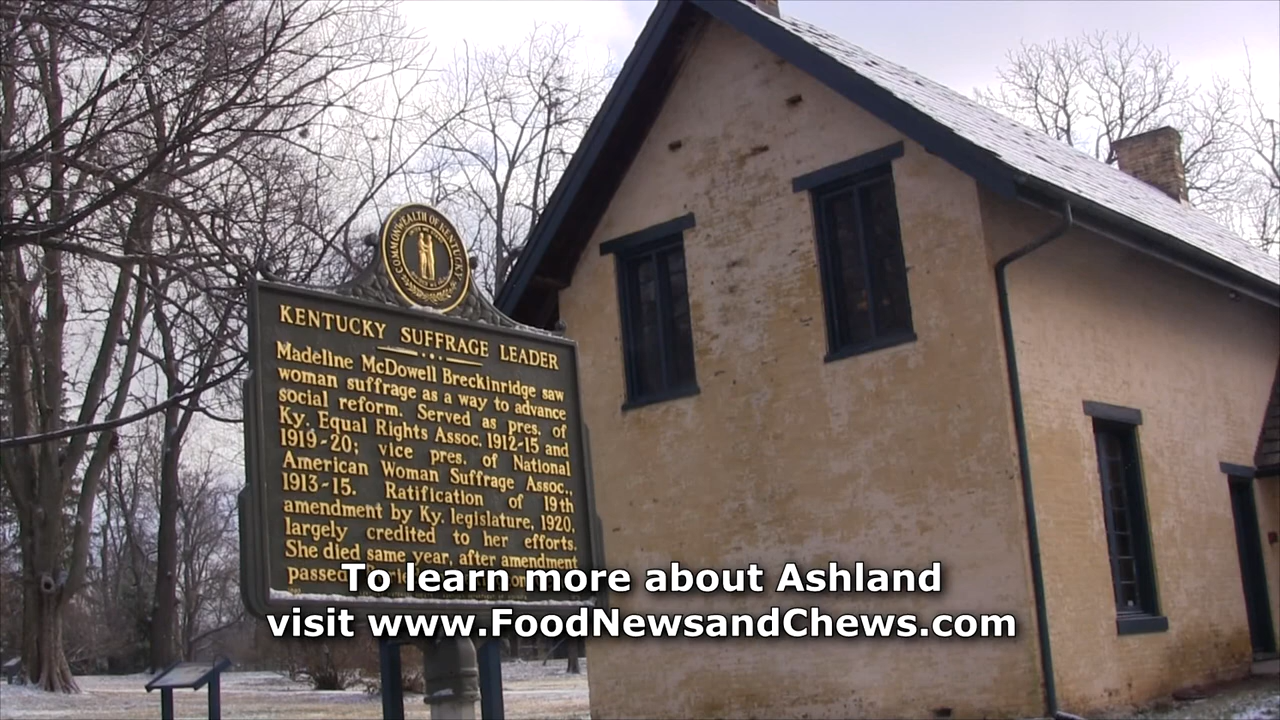 COMMONWEALTH OF KENTUCKY
KENTUCKY SUFFRAGE LEADER
Madeline McDowell Breckinridge saw
woman suffrage as a way to advance
social reform. Served as pres. of
Ky. Equal Rights Assoc. 1912-15 and
1919-20; vice pres. of National
American Woman Suffrage Assoc.,
1913-15. Ratification of 19th
amendment by Ky. legislature, 1920,
largely credited to her efforts.
She died same year, after amendment
passed
To learn more about Ashland
visit www.FoodNewsandChews.com